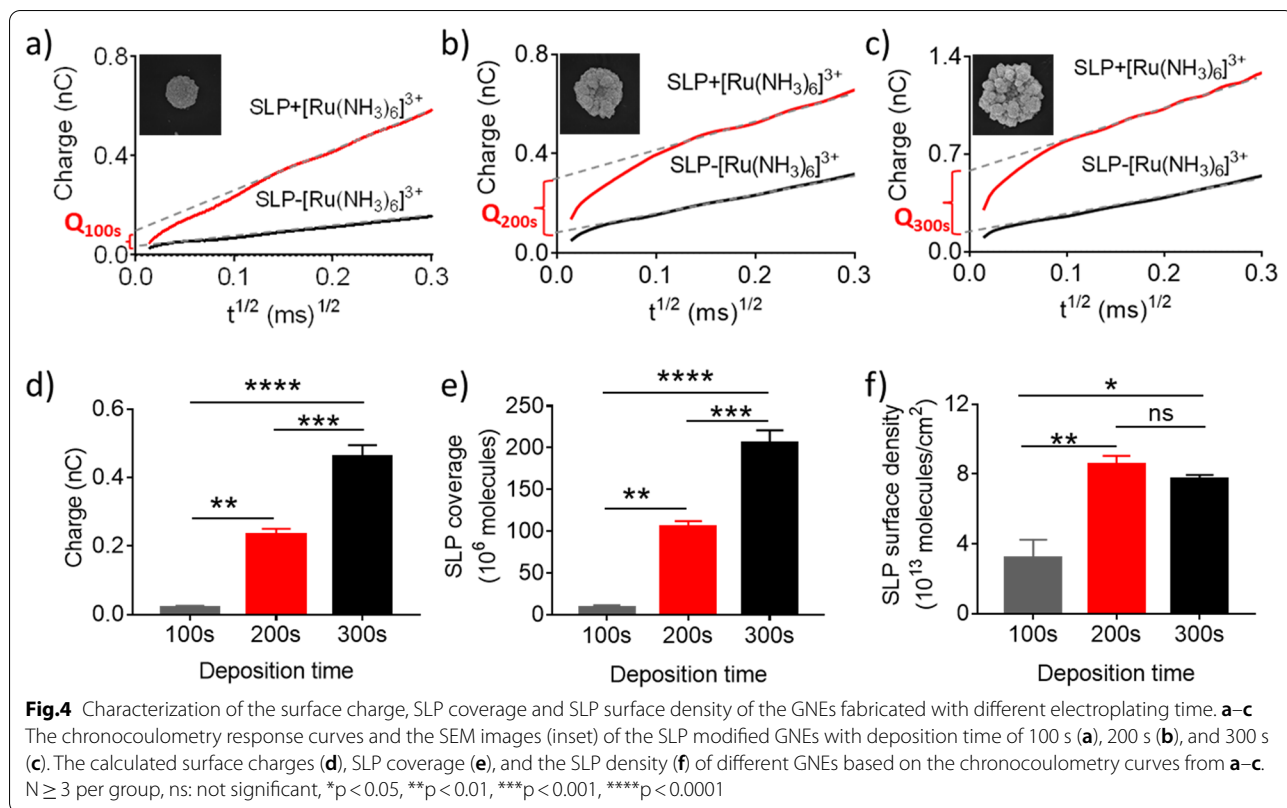 a)
Charge (nC)
0.8
0.4
0.0
SLP+[Ru(NH₃)₆]³⁺
SLP-[Ru(NH₃)₆]³⁺
Q100s
0.0 0.1 0.2 0.3
t^1/2 (ms)^1/2
b)
Charge (nC)
0.8
0.6
0.4
0.2
0.0
SLP+[Ru(NH₃)₆]³⁺
SLP-[Ru(NH₃)₆]³⁺
Q200s
0.0 0.1 0.2 0.3
t^1/2 (ms)^1/2
c)
Charge (nC)
1.4
0.7
0.0
SLP+[Ru(NH₃)₆]³⁺
SLP-[Ru(NH₃)₆]³⁺
Q300s
0.0 0.1 0.2 0.3
t^1/2 (ms)^1/2
d)
Charge (nC)
0.6
0.4
0.2
0.0
****
***
**
100s 200s 300s
Deposition time
e)
SLP coverage
(10⁶ molecules)
250
200
150
100
50
0
****
***
**
100s 200s 300s
Deposition time
f)
SLP surface density
(10¹³ molecules/cm²)
12
8
4
0
*
ns
**
100s 200s 300s
Deposition time
Fig.4 Characterization of the surface charge, SLP coverage and SLP surface density of the GNEs fabricated with different electroplating time. a–c
The chronocoulometry response curves and the SEM images (inset) of the SLP modified GNEs with deposition time of 100 s (a), 200 s (b), and 300 s
(c). The calculated surface charges (d), SLP coverage (e), and the SLP density (f) of different GNEs based on the chronocoulometry curves from a–c.
N ≥ 3 per group, ns: not significant, *p < 0.05, **p < 0.01, ***p < 0.001, ****p < 0.0001